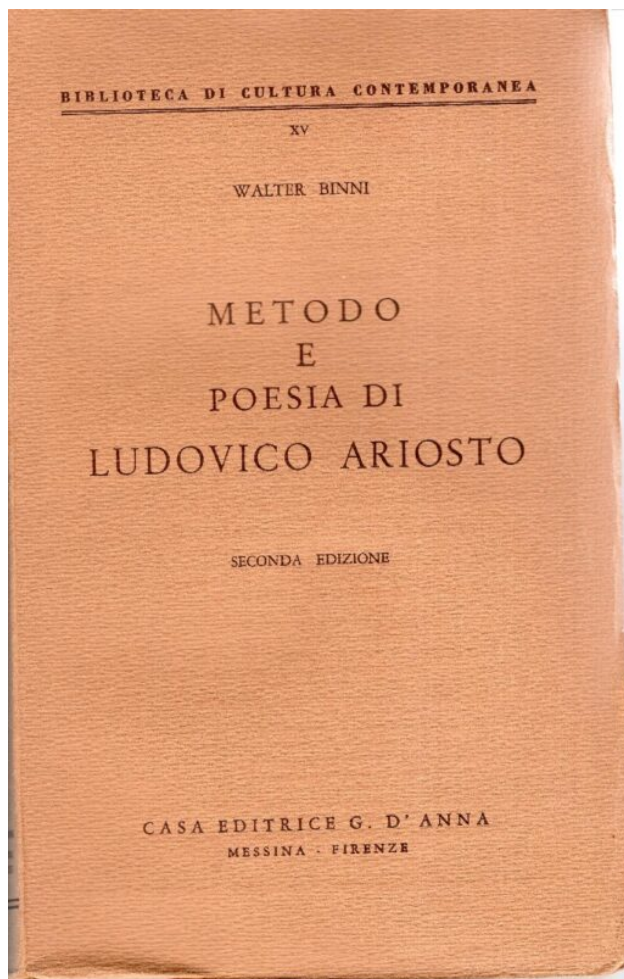 BIBLIOTECA DI CULTURA CONTEMPORANEA
XV
WALTER BINNI
METODO
E
POESIA DI
LUDOVICO ARIOSTO
SECONDA EDIZIONE
CASA EDITRICE G. D'ANNA
MESSINA - FIRENZE